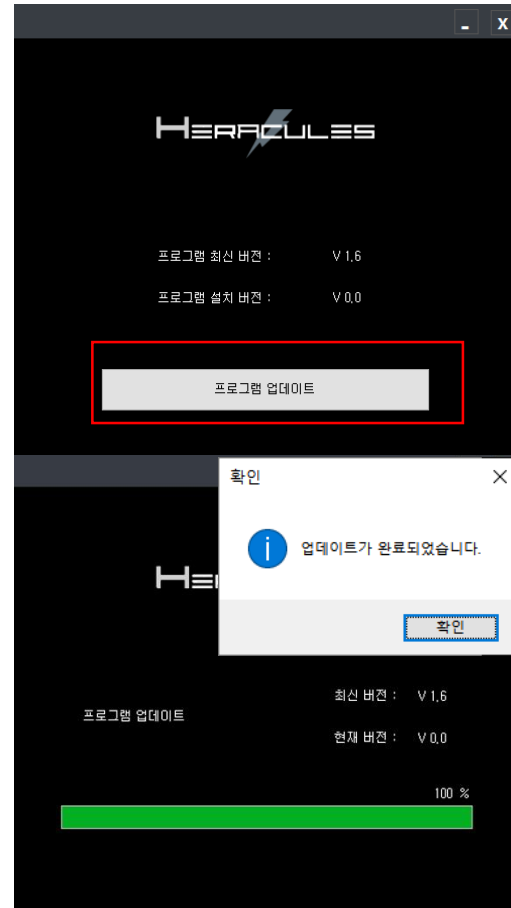 - X
HERACULES
프로그램 최신 버전 : V 1.6
프로그램 설치 버전 : V 0.0
프로그램 업데이트
확인 X
업데이트가 완료되었습니다.
HE
확인
최신 버전 : V 1.6
프로그램 업데이트
현재 버전 : V 0.0
100 %